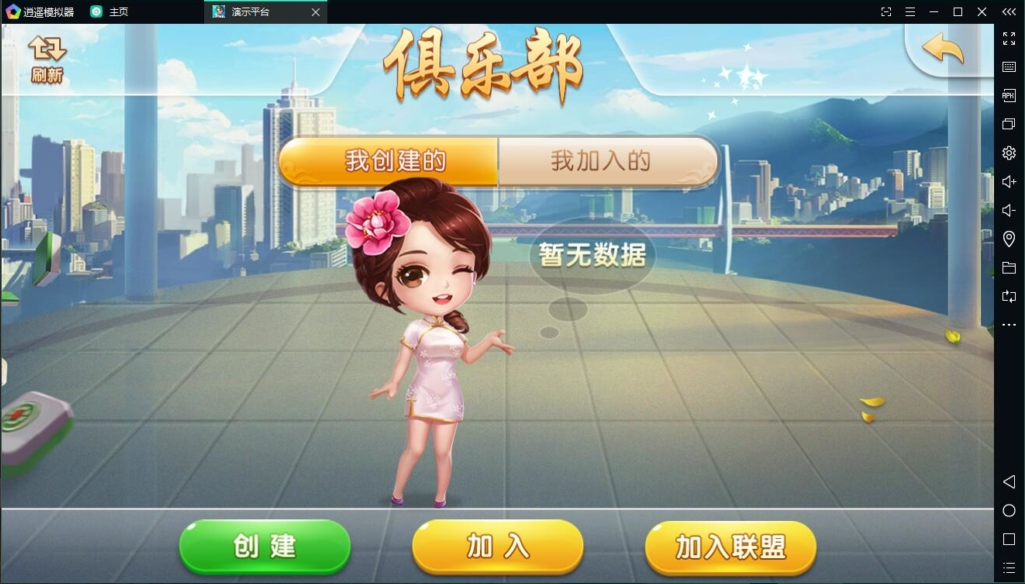 逍遥模拟器 主页 演示平台
刷新
俱乐部
我创建的 我加入的
暂无数据
创建 加入 加入联盟
APK